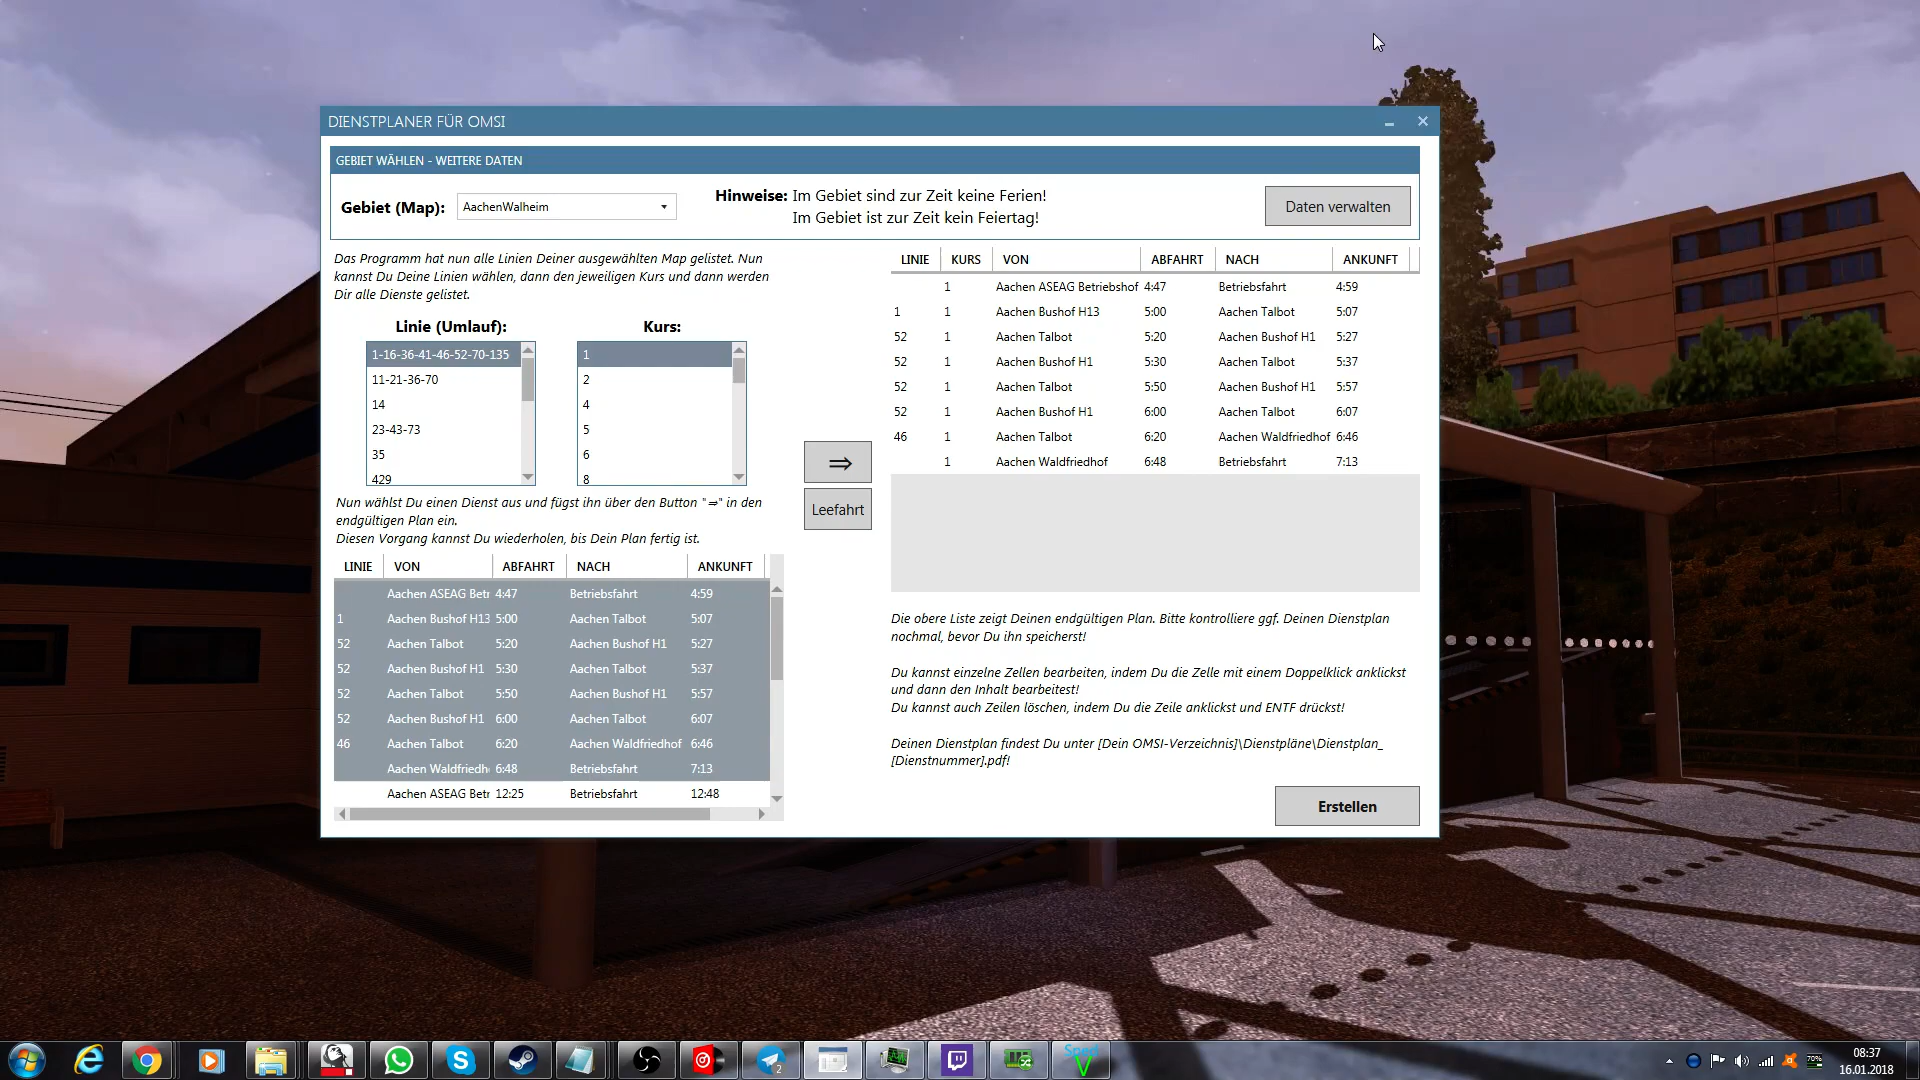 DIENSTPLANER FÜR OMSI
GEBIET WÄHLEN - WEITERE DATEN
Gebiet (Map): AachenWalheim
Hinweise: Im Gebiet sind zur Zeit keine Ferien!
Im Gebiet ist zur Zeit kein Feiertag!
Daten verwalten
Das Programm hat nun alle Linien Deiner ausgewählten Map gelistet. Nun
kannst Du Deine Linien wählen, dann den jeweiligen Kurs und dann werden
Dir alle Dienste gelistet.
Linie (Umlauf):
1-16-36-41-46-52-70-135
11-21-36-70
14
23-43-73
35
429
Kurs:
1
2
4
5
6
8
Nun wählst Du einen Dienst aus und fügst ihn über den Button "⇒" in den
endgültigen Plan ein.
Diesen Vorgang kannst Du wiederholen, bis Dein Plan fertig ist.
LINIE VON ABFAHRT NACH ANKUNFT
Aachen ASEAG Betr 4:47 Betriebsfahrt 4:59
1 Aachen Bushof H13 5:00 Aachen Talbot 5:07
52 Aachen Talbot 5:20 Aachen Bushof H1 5:27
52 Aachen Bushof H1 5:30 Aachen Talbot 5:37
52 Aachen Talbot 5:50 Aachen Bushof H1 5:57
52 Aachen Bushof H1 6:00 Aachen Talbot 6:07
46 Aachen Talbot 6:20 Aachen Waldfriedhof 6:46
Aachen Waldfriedh 6:48 Betriebsfahrt 7:13
Aachen ASEAG Betr 12:25 Betriebsfahrt 12:48
⇒
Leefahrt
LINIE KURS VON ABFAHRT NACH ANKUNFT
1 Aachen ASEAG Betriebshof 4:47 Betriebsfahrt 4:59
1 1 Aachen Bushof H13 5:00 Aachen Talbot 5:07
52 1 Aachen Talbot 5:20 Aachen Bushof H1 5:27
52 1 Aachen Bushof H1 5:30 Aachen Talbot 5:37
52 1 Aachen Talbot 5:50 Aachen Bushof H1 5:57
52 1 Aachen Bushof H1 6:00 Aachen Talbot 6:07
46 1 Aachen Talbot 6:20 Aachen Waldfriedhof 6:46
1 Aachen Waldfriedhof 6:48 Betriebsfahrt 7:13
Die obere Liste zeigt Deinen endgültigen Plan. Bitte kontrolliere ggf. Deinen Dienstplan
nochmal, bevor Du ihn speicherst!
Du kannst einzelne Zellen bearbeiten, indem Du die Zelle mit einem Doppelklick anklickst
und dann den Inhalt bearbeitest!
Du kannst auch Zeilen löschen, indem Du die Zeile anklickst und ENTF drückst!
Deinen Dienstplan findest Du unter [Dein OMSI-Verzeichnis]\Dienstpläne\Dienstplan_
[Dienstnummer].pdf!
Erstellen
2
Sperl
V
70%
08:37
16.01.2018